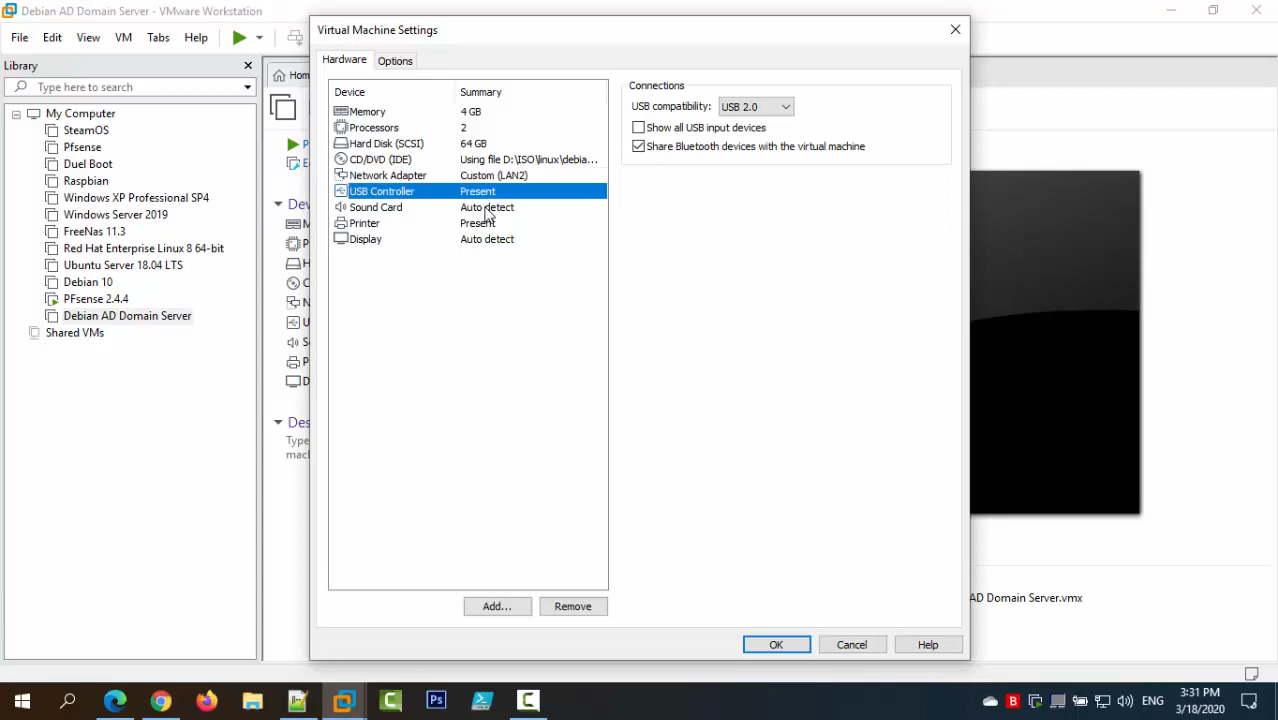 Debian AD Domain Server - VMware Workstation
File Edit View VM Tabs Help
Library
Type here to search
My Computer
SteamOS
Pfsense
Duel Boot
Raspbian
Windows XP Professional SP4
Windows Server 2019
FreeNas 11.3
Red Hat Enterprise Linux 8 64-bit
Ubuntu Server 18.04 LTS
Debian 10
PFsense 2.4.4
Debian AD Domain Server
Shared VMs
Hom
P
E
Dev
M
P
H
C
N
U
S
P
D
Des
Type
macl
Virtual Machine Settings
Hardware Options
Device Summary
Memory 4 GB
Processors 2
Hard Disk (SCSI) 64 GB
CD/DVD (IDE) Using file D:\ISO\linux\debia...
Network Adapter Custom (LAN2)
USB Controller Present
Sound Card Auto detect
Printer Present
Display Auto detect
Add... Remove
Connections
USB compatibility: USB 2.0
Show all USB input devices
Share Bluetooth devices with the virtual machine
OK Cancel Help
AD Domain Server.vmx
Ps
B
ENG
3:31 PM
3/18/2020